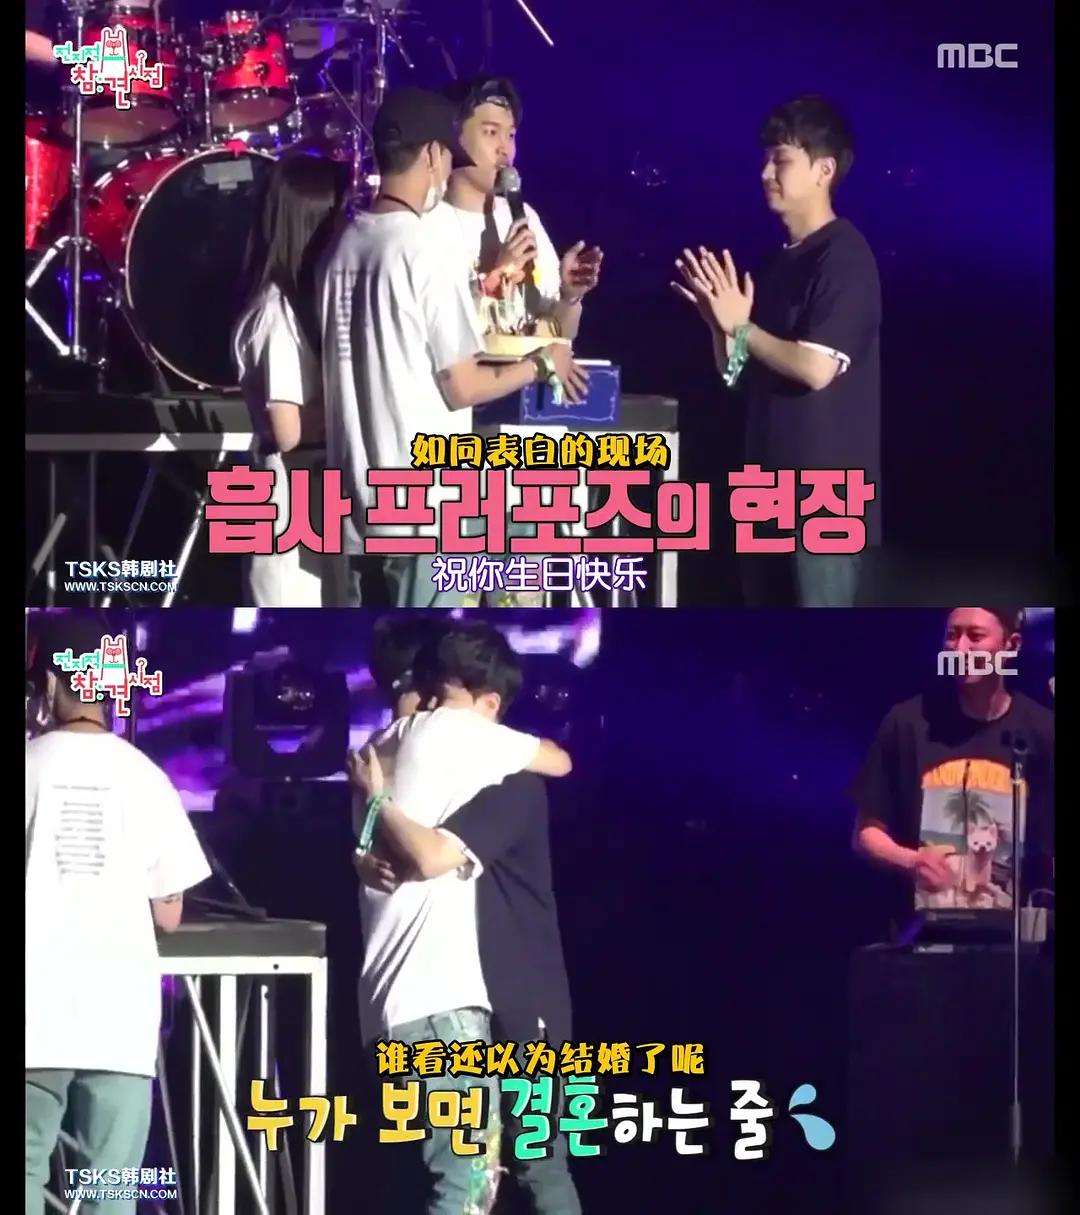 전지적
참견시점
MBC
如同表白的现场
흡사 프러포즈의 현장
祝你生日快乐
TSKS韩剧社
WWW.TSKSCN.COM
전지적
참견시점
MBC
谁看还以为结婚了呢
누가 보면 결혼하는 줄
TSKS韩剧社
WWW.TSKSCN.COM